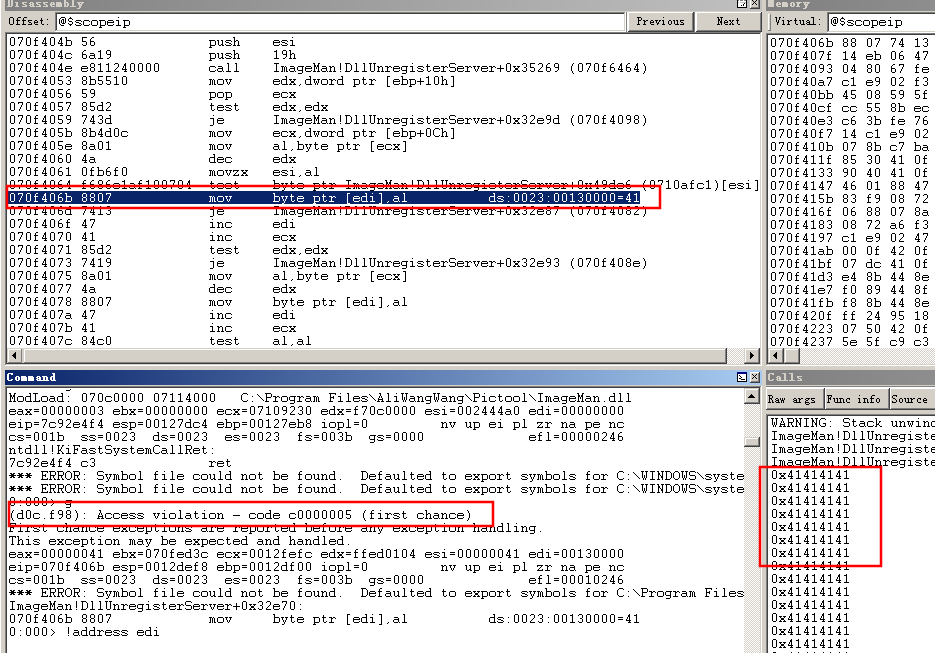 Disassembly
Offset: @$scopeip Previous Next
070f404b 56 push esi
070f404c 6a19 push 19h
070f404e e811240000 call ImageMan!DllUnregisterServer+0x35269 (070f6464)
070f4053 8b5510 mov edx,dword ptr [ebp+10h]
070f4056 59 pop ecx
070f4057 85d2 test edx,edx
070f4059 743d je ImageMan!DllUnregisterServer+0x32e9d (070f4098)
070f405b 8b4d0c mov ecx,dword ptr [ebp+0Ch]
070f405e 8a01 mov al,byte ptr [ecx]
070f4060 4a dec edx
070f4061 0fb6f0 movzx esi,al
070f4064 f686c1af100704 test byte ptr ImageMan!DllUnregisterServer+0x49dc6 (0710afc1)[esi]
070f406b 8807 mov byte ptr [edi],al ds:0023:00130000=41
070f406d 7413 je ImageMan!DllUnregisterServer+0x32e87 (070f4082)
070f406f 47 inc edi
070f4070 41 inc ecx
070f4071 85d2 test edx,edx
070f4073 7419 je ImageMan!DllUnregisterServer+0x32e93 (070f408e)
070f4075 8a01 mov al,byte ptr [ecx]
070f4077 4a dec edx
070f4078 8807 mov byte ptr [edi],al
070f407a 47 inc edi
070f407b 41 inc ecx
070f407c 84c0 test al,al
Memory
Virtual: @$scopeip
070f406b 88 07 74 13
070f407f 14 eb 06 47
070f4093 04 80 67 fe
070f40a7 c1 e9 02 f3
070f40bb 45 08 59 5f
070f40cf cc 55 8b ec
070f40e3 c6 3b fe 76
070f40f7 14 c1 e9 02
070f410b 07 8b c7 ba
070f411f 85 30 41 0f
070f4133 90 40 41 0f
070f4147 46 01 88 47
070f415b 83 f9 08 72
070f416f 06 88 07 8a
070f4183 08 72 a6 f3
070f4197 c1 e9 02 47
070f41ab 00 0f 42 0f
070f41bf 07 dc 41 0f
070f41d3 e4 8b 44 8e
070f41e7 f0 89 44 8f
070f41fb f8 8b 44 8e
070f420f ff 24 95 18
070f4223 07 50 42 0f
070f4237 5e 5f c9 c3
Command
ModLoad: 070c0000 07114000 C:\Program Files\AliWangWang\Pictool\ImageMan.dll
eax=00000003 ebx=00000000 ecx=07109230 edx=f70c0000 esi=002444a0 edi=00000000
eip=7c92e4f4 esp=00127dc4 ebp=00127eb8 iopl=0 nv up ei pl zr na pe nc
cs=001b ss=0023 ds=0023 es=0023 fs=003b gs=0000 efl=00000246
ntdll!KiFastSystemCallRet:
7c92e4f4 c3 ret
*** ERROR: Symbol file could not be found. Defaulted to export symbols for C:\WINDOWS\syste
*** ERROR: Symbol file could not be found. Defaulted to export symbols for C:\WINDOWS\syste
0:000> g
(d0c.f98): Access violation - code c0000005 (first chance)
First chance exceptions are reported before any exception handling.
This exception may be expected and handled.
eax=00000041 ebx=070fed3c ecx=0012fefc edx=ffed0104 esi=00000041 edi=00130000
eip=070f406b esp=0012def8 ebp=0012df00 iopl=0 nv up ei pl nz na pe nc
cs=001b ss=0023 ds=0023 es=0023 fs=003b gs=0000 efl=00010246
*** ERROR: Symbol file could not be found. Defaulted to export symbols for C:\Program Files
ImageMan!DllUnregisterServer+0x32e70:
070f406b 8807 mov byte ptr [edi],al ds:0023:00130000=41
0:000> !address edi
Calls
Raw args Func info Source
WARNING: Stack unwin
ImageMan!DllUnregiste
ImageMan!DllUnregiste
ImageMan!DllUnregiste
0x41414141
0x41414141
0x41414141
0x41414141
0x41414141
0x41414141
0x41414141
0x41414141
0x41414141
0x41414141
0x41414141
0x41414141
0x41414141
0x41414141